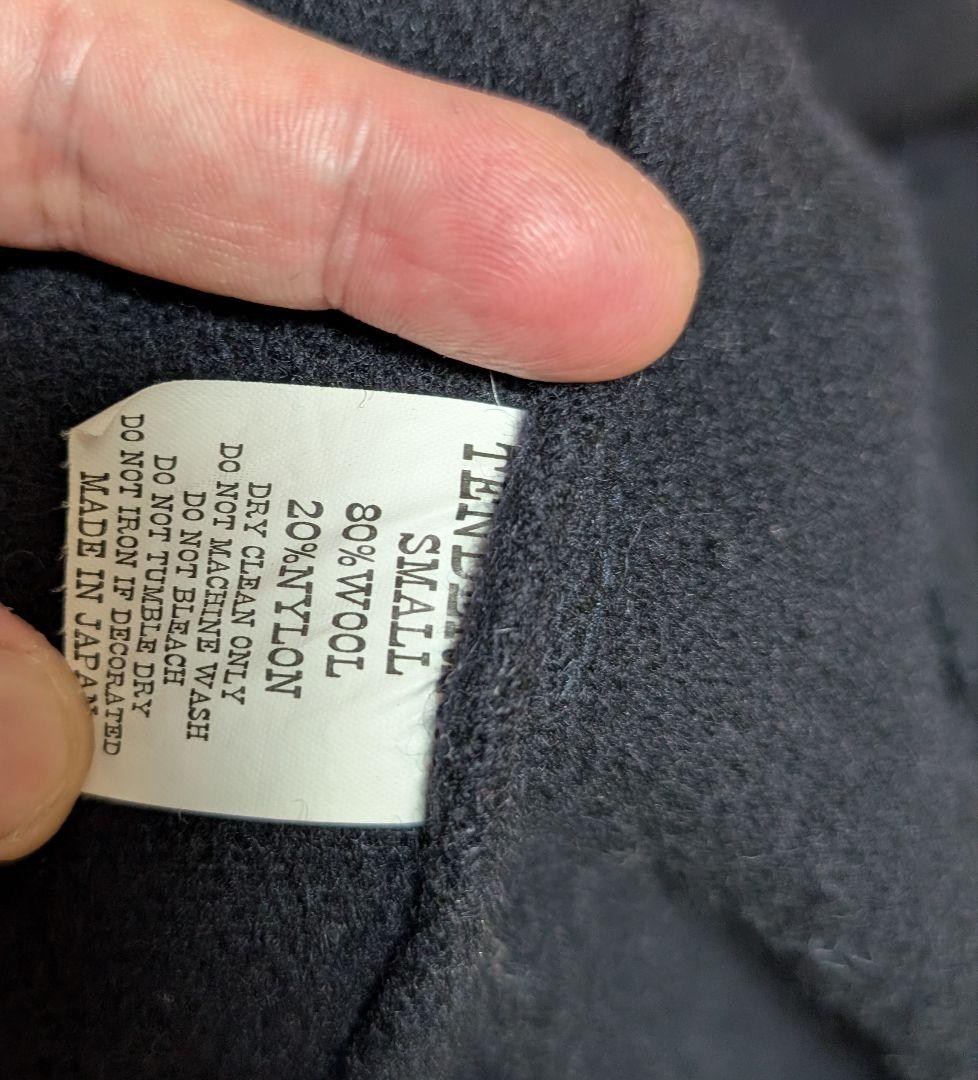 SMALL
80%WOOL
20%NYLON
DRY CLEAN ONLY
DO NOT MACHINE WASH
DO NOT BLEACH
DO NOT TUMBLE DRY
DO NOT IRON IF DECORATED
MADE IN JAPAN